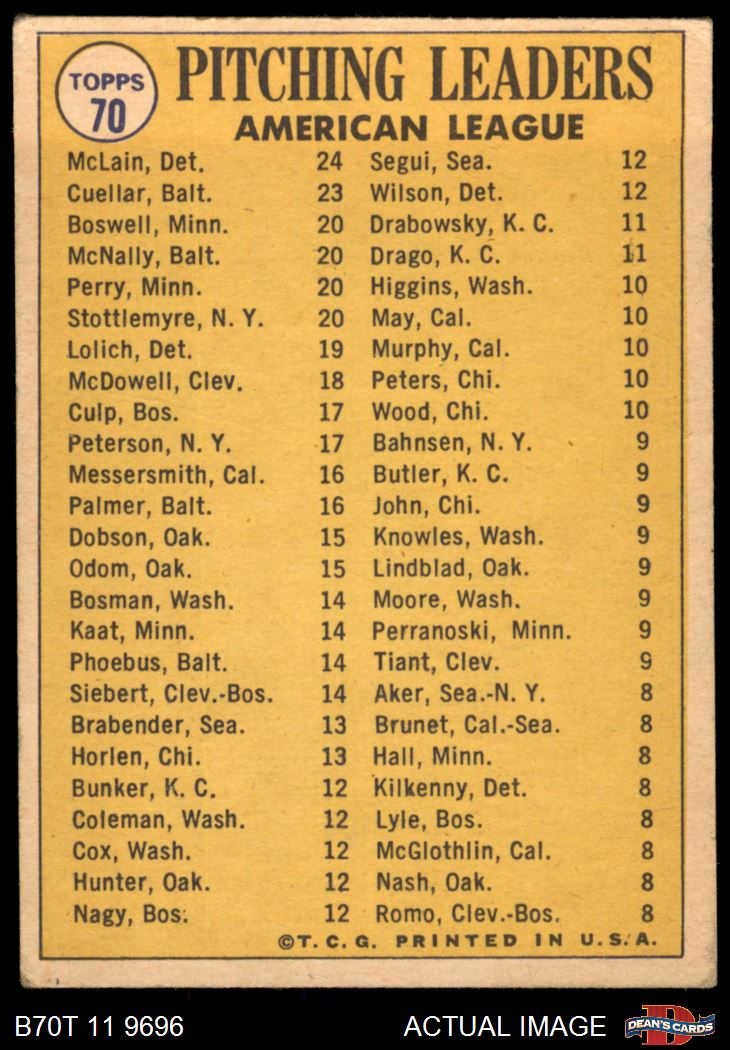 TOPPS
70
PITCHING LEADERS
AMERICAN LEAGUE
McLain, Det. 24 Segui, Sea. 12
Cuellar, Balt. 23 Wilson, Det. 12
Boswell, Minn. 20 Drabowsky, K. C. 11
McNally, Balt. 20 Drago, K. C. 11
Perry, Minn. 20 Higgins, Wash. 10
Stottlemyre, N. Y. 20 May, Cal. 10
Lolich, Det. 19 Murphy, Cal. 10
McDowell, Clev. 18 Peters, Chi. 10
Culp, Bos. 17 Wood, Chi. 10
Peterson, N. Y. 17 Bahnsen, N. Y. 9
Messersmith, Cal. 16 Butler, K. C. 9
Palmer, Balt. 16 John, Chi. 9
Dobson, Oak. 15 Knowles, Wash. 9
Odom, Oak. 15 Lindblad, Oak. 9
Bosman, Wash. 14 Moore, Wash. 9
Kaat, Minn. 14 Perranoski, Minn. 9
Phoebus, Balt. 14 Tiant, Clev. 9
Siebert, Clev.-Bos. 14 Aker, Sea.-N. Y. 8
Brabender, Sea. 13 Brunet, Cal.-Sea. 8
Horlen, Chi. 13 Hall, Minn. 8
Bunker, K. C. 12 Kilkenny, Det. 8
Coleman, Wash. 12 Lyle, Bos. 8
Cox, Wash. 12 McGlothlin, Cal. 8
Hunter, Oak. 12 Nash, Oak. 8
Nagy, Bos. 12 Romo, Clev.-Bos. 8
©T. C. G. PRINTED IN U.S.A.
B70T 11 9696 ACTUAL IMAGE D DEAN'S CARDS